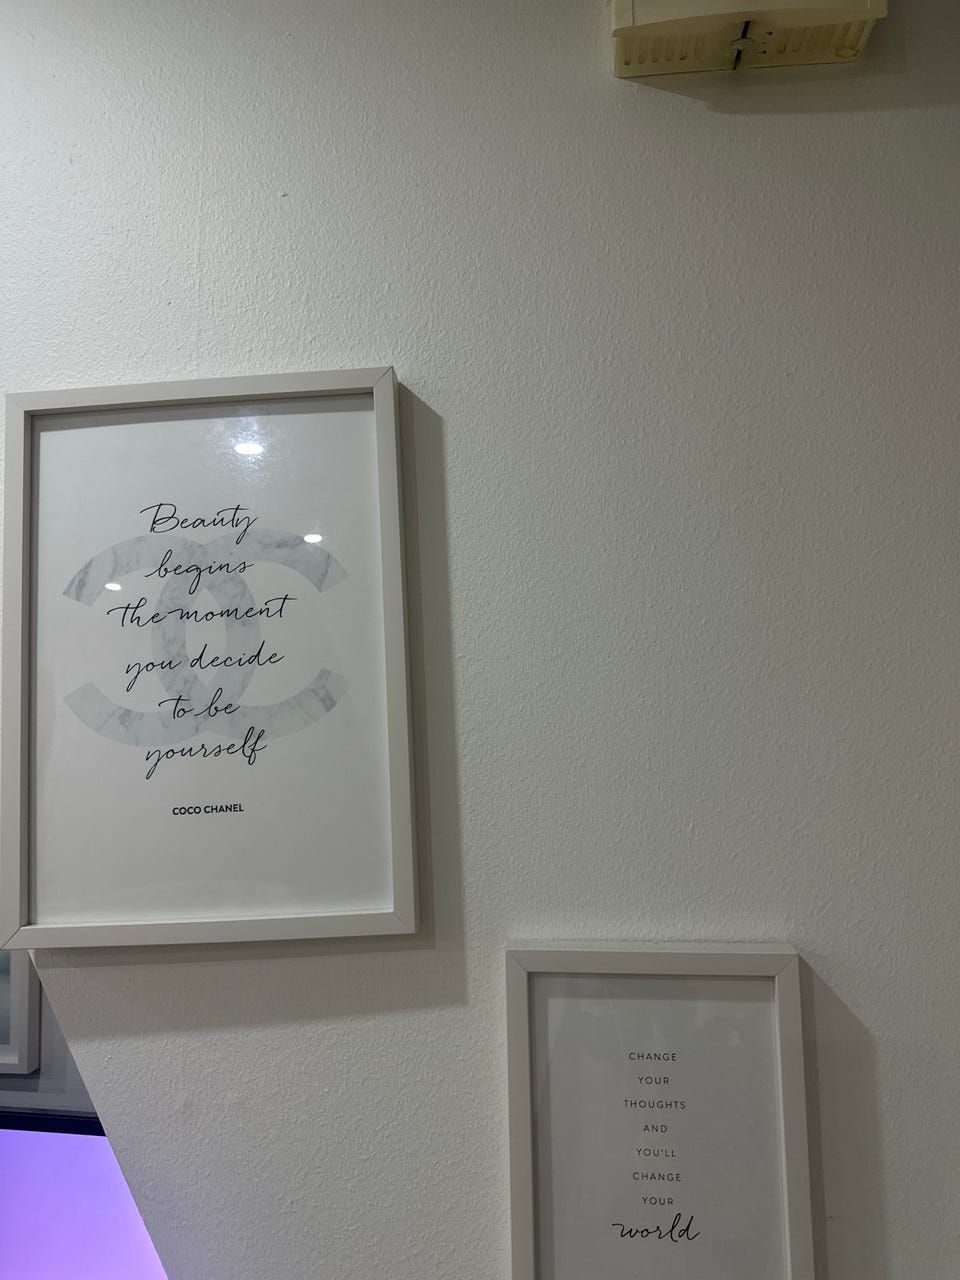 Beauty
begins
the moment
you decide
to be
yourself
COCO CHANEL
CHANGE
YOUR
THOUGHTS
AND
YOU'LL
CHANGE
YOUR
world